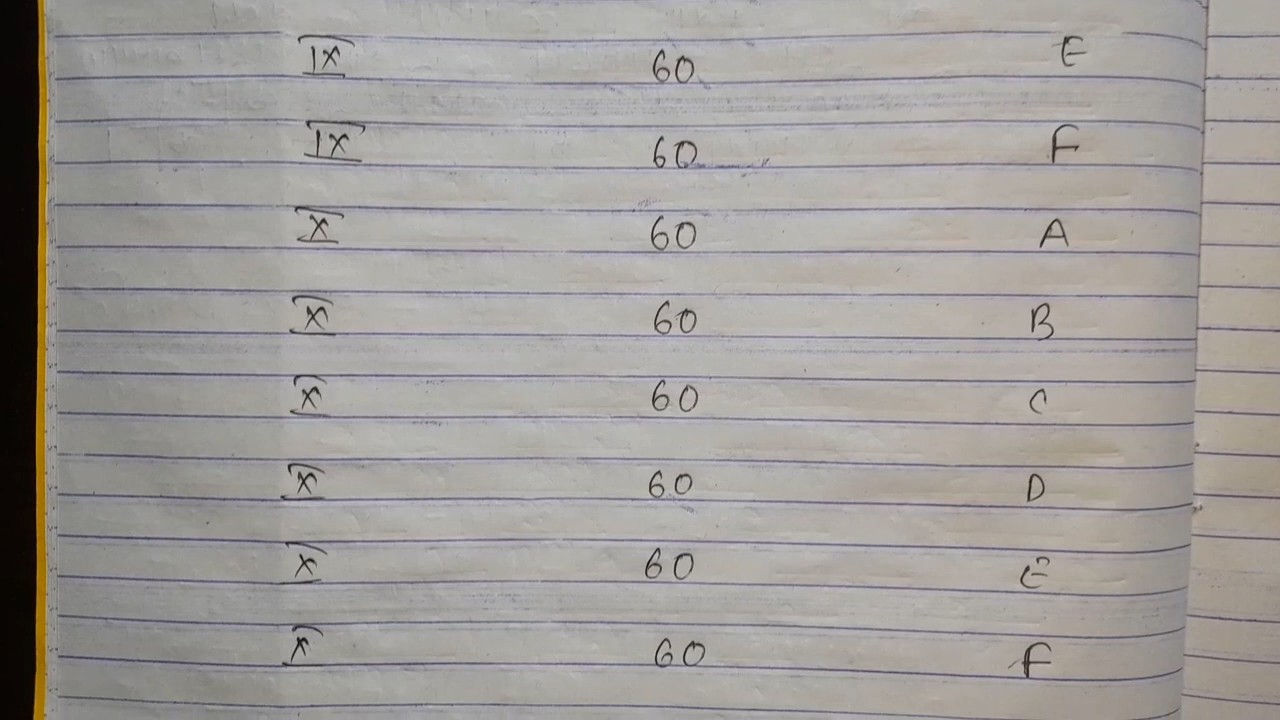 IX 60 E
IX 60 F
X 60 A
X 60 B
X 60 C
X 60 D
X 60 E
X 60 F